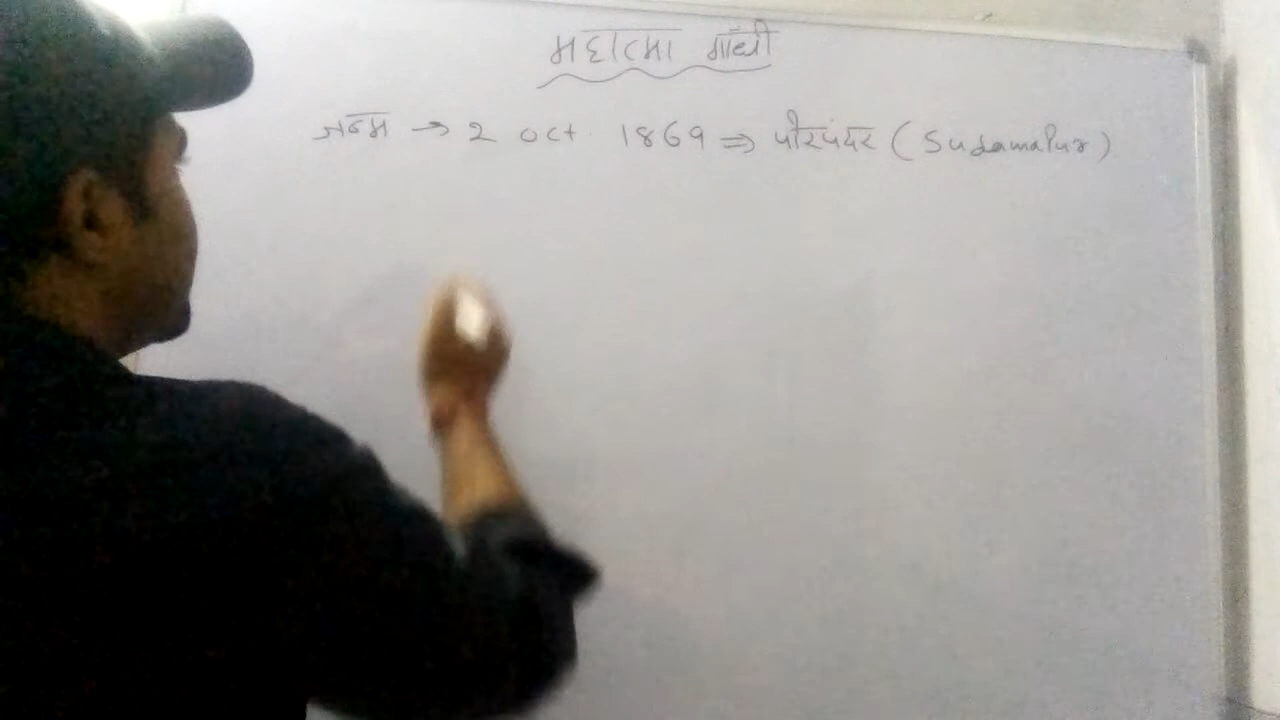 महात्मा गाँधी
जन्म → 2 oct. 1869 ⇒ पोरबंदर (Sudamapur)